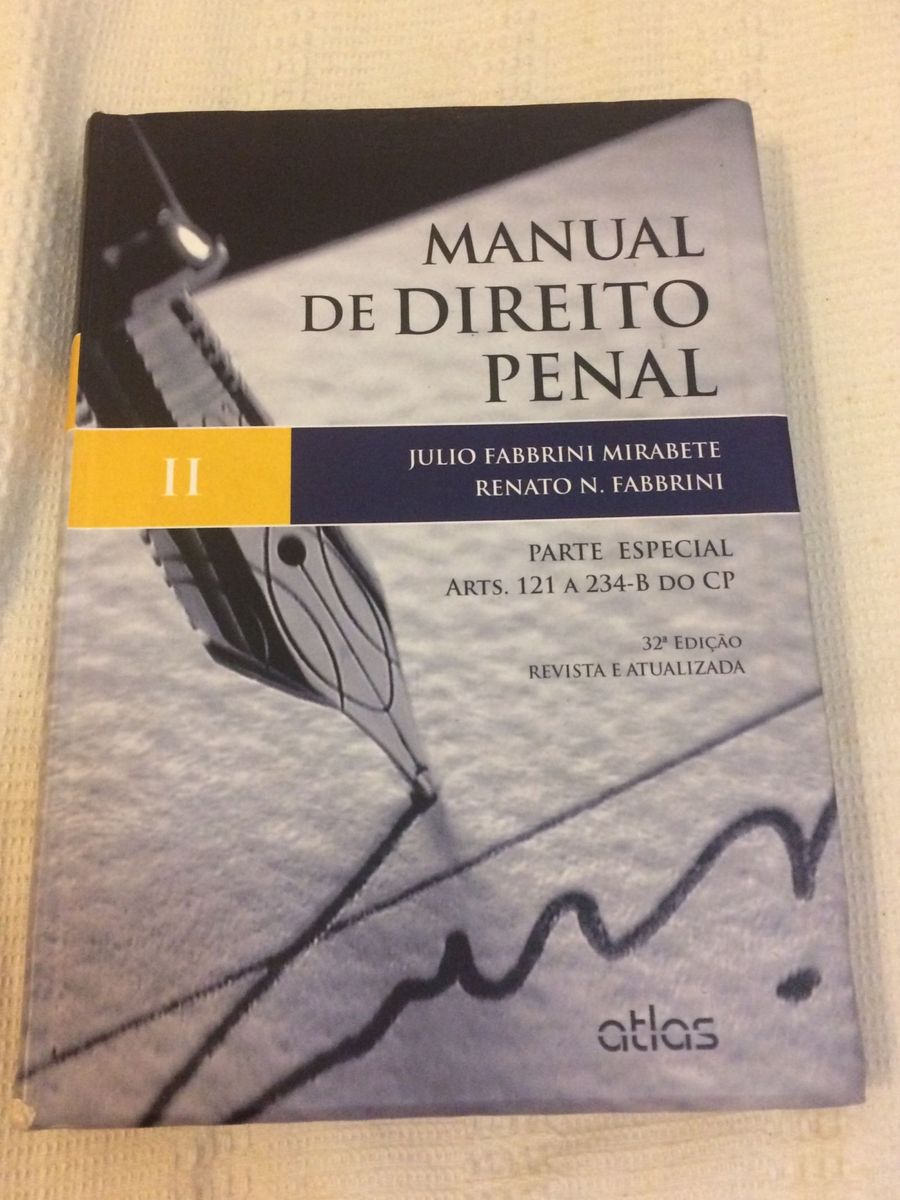 MANUAL
DE DIREITO
PENAL
II
JULIO FABBRINI MIRABETE
RENATO N. FABBRINI
PARTE ESPECIAL
ARTS. 121 A 234-B DO CP
32ª EDIÇÃO
REVISTA E ATUALIZADA
atlas